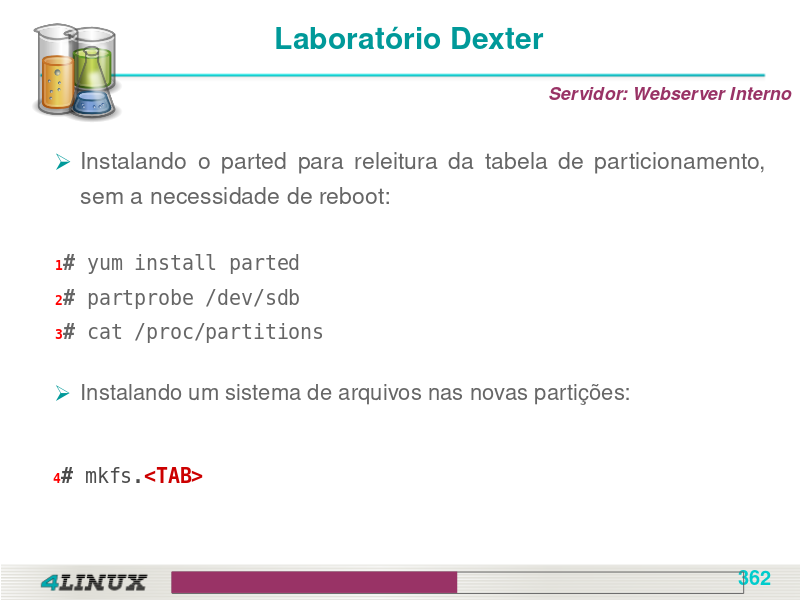 Laboratório Dexter
Servidor: Webserver Interno
Instalando o parted para releitura da tabela de particionamento,
sem a necessidade de reboot:
1# yum install parted
2# partprobe /dev/sdb
3# cat /proc/partitions
Instalando um sistema de arquivos nas novas partições:
4# mkfs.<TAB>
4LINUX
362